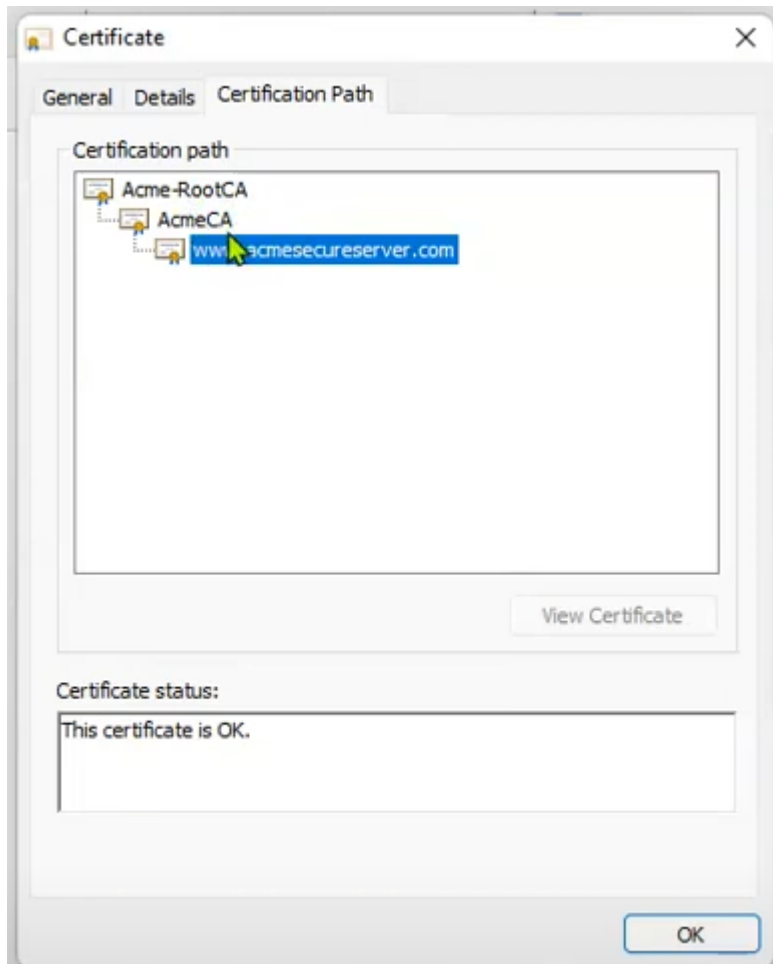 Certificate
General Details Certification Path
Certification path
Acme-RootCA
AcmeCA
www.acmesecureserver.com
View Certificate
Certificate status:
This certificate is OK.
OK